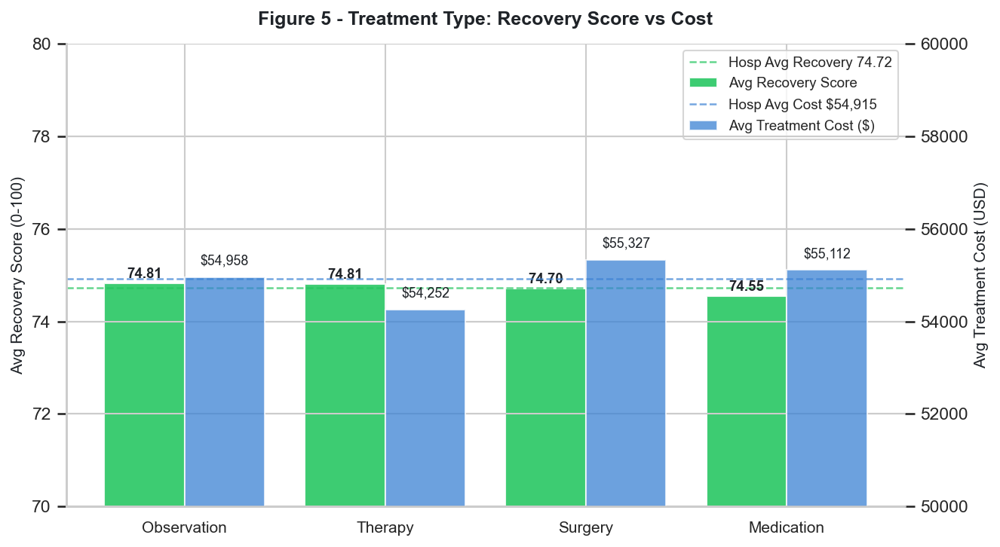 Figure 5 - Treatment Type: Recovery Score vs Cost
Hosp Avg Recovery 74.72
Avg Recovery Score
Hosp Avg Cost $54,915
Avg Treatment Cost ($)
Avg Recovery Score (0-100)
80
78
76
74
72
70
74.81
$54,958
74.81
$54,252
74.70
$55,327
74.55
$55,112
60000
58000
56000
54000
52000
50000
Avg Treatment Cost (USD)
Observation
Therapy
Surgery
Medication